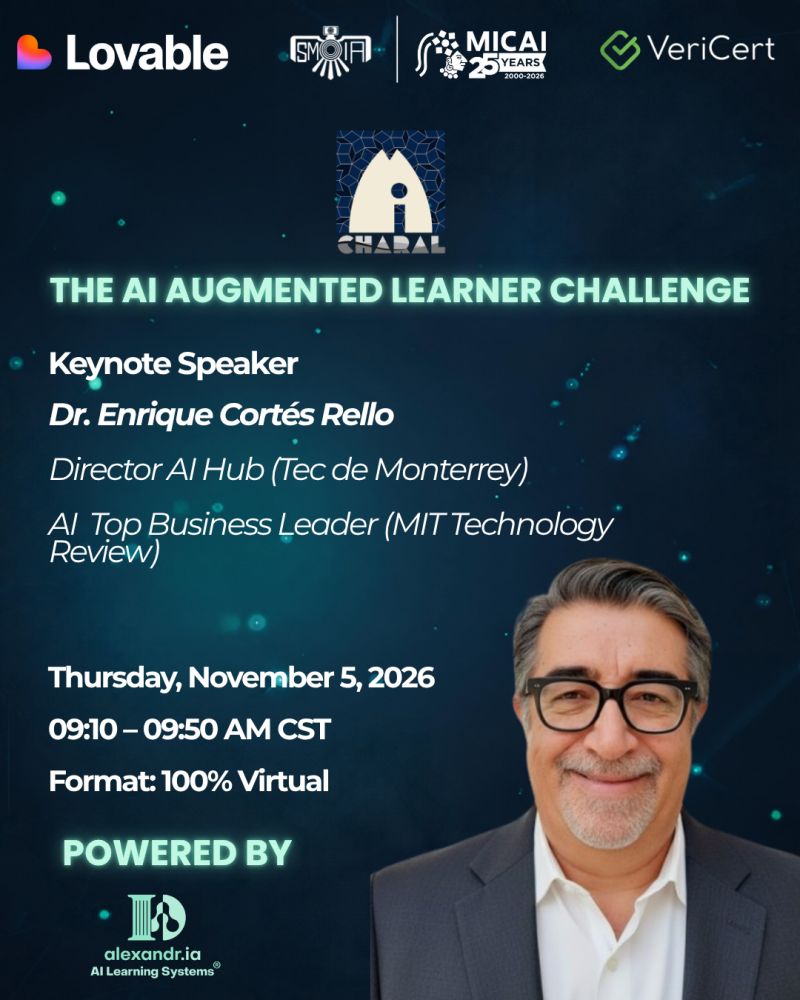 Lovable
SMIA
MICAI
25 YEARS
2000-2026
VeriCert
Ai
CHARAL
THE AI AUGMENTED LEARNER CHALLENGE
Keynote Speaker
Dr. Enrique Cortés Rello
Director AI Hub (Tec de Monterrey)
AI Top Business Leader (MIT Technology
Review)
Thursday, November 5, 2026
09:10 – 09:50 AM CST
Format: 100% Virtual
POWERED BY
alexandr.ia
AI Learning Systems®